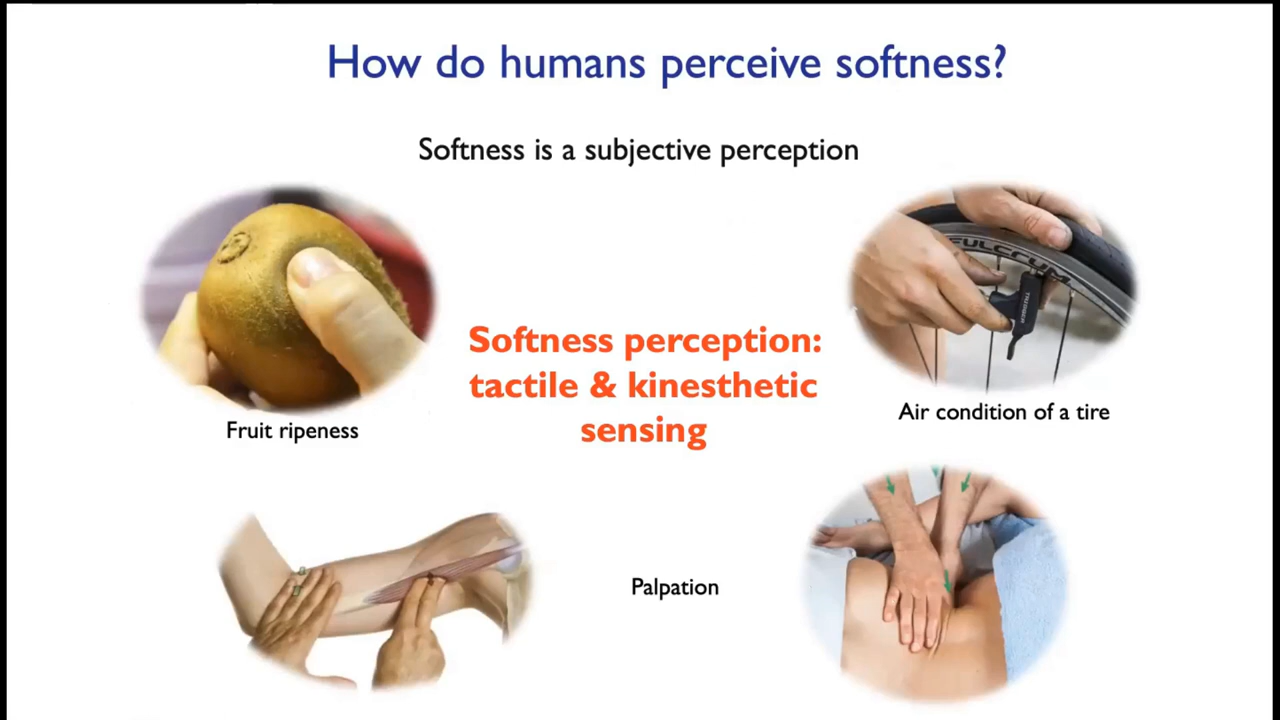 How do humans perceive softness?
Softness is a subjective perception
FULCRUM
Softness perception:
tactile & kinesthetic
sensing
Air condition of a tire
Fruit ripeness
Palpation